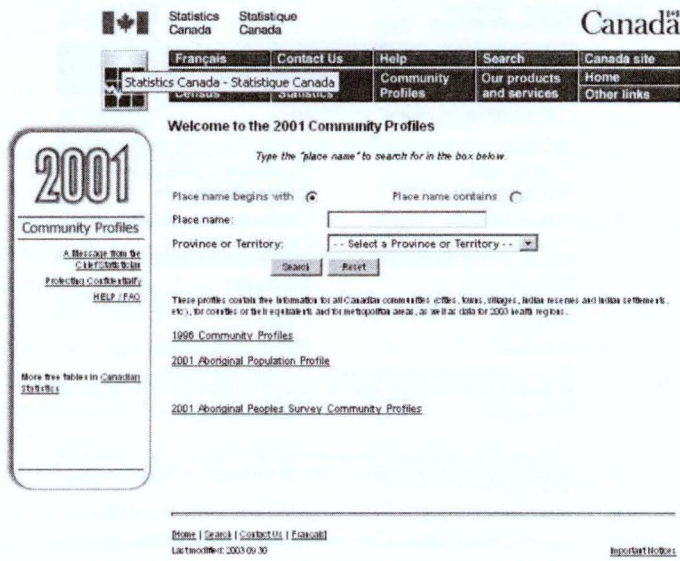 Statistics Statistique
Canada Canada
Canada
Français Contact Us Help Search Canada site
Statistics Canada - Statistique Canada
Community Our products Home
Census Statistics Profiles and services Other links
Welcome to the 2001 Community Profiles
Type the "place name" to search for in the box below.
2001
Community Profiles
A Message from the
Chief Statistician
Protecting Confidentiality
HELP / FAQ
More free tables in Canadian
Statistics
Place name begins with Place name contains
Place name:
Province or Territory: - - Select a Province or Territory - -
Search Reset
These profiles contain free information for all Canadian communities (cities, towns, villages, Indian reserves and Indian settlements,
etc.), for counties or their equivalents and for metropolitan areas, as well as data for 2003 health regions.
1996 Community Profiles
2001 Aboriginal Population Profile
2001 Aboriginal Peoples Survey Community Profiles
[Home | Search | Contact Us | Français]
Last modified: 2003 09 30 Important Notices